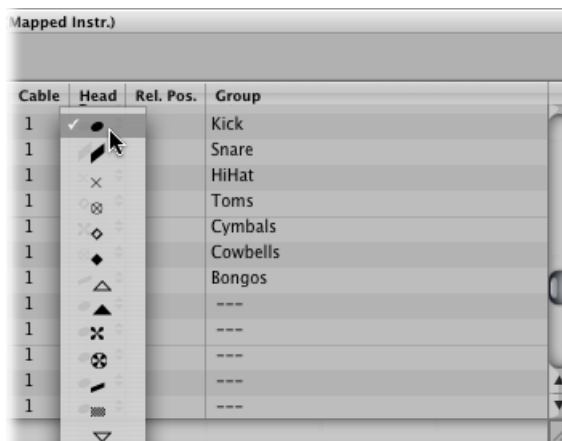 Mapped Instr.)
Cable Head Rel. Pos. Group
1 Kick
1 Snare
1 HiHat
1 Toms
1 Cymbals
1 Cowbells
1 Bongos
1 ---
1 ---
1 ---
1 ---
1 ---